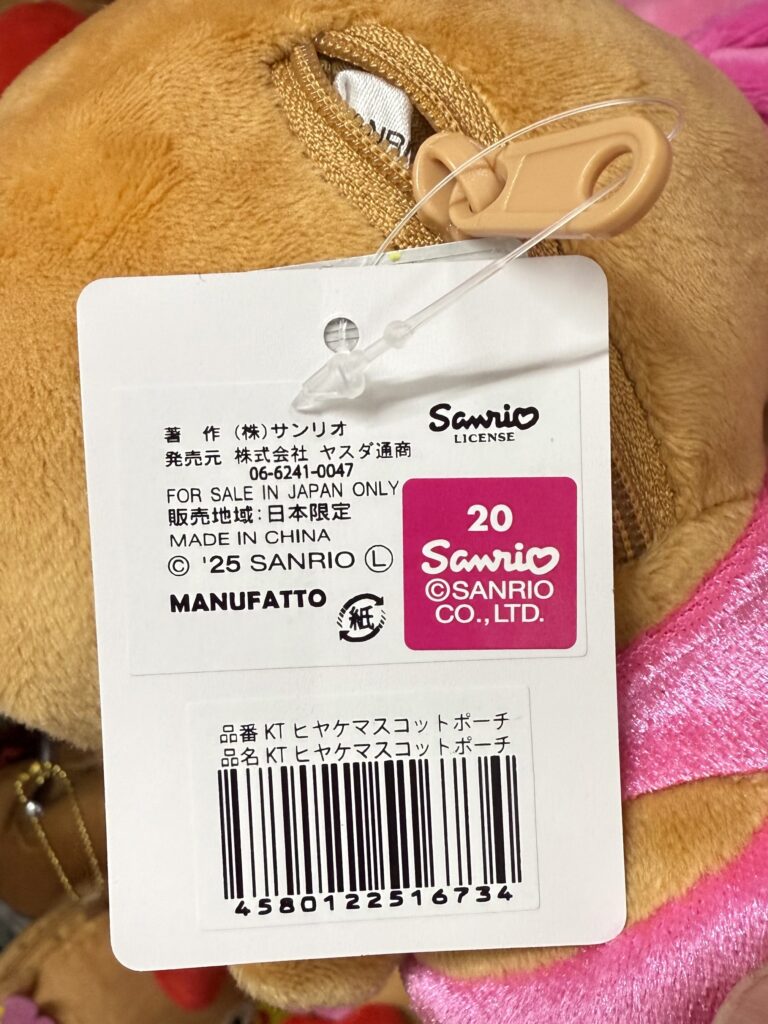 著 作 (株)サンリオ
発売元 株式会社 ヤスダ通商
06-6241-0047
FOR SALE IN JAPAN ONLY
販売地域:日本限定
MADE IN CHINA
© '25 SANRIO Ⓛ
MANUFATTO
紙
Sanrio
LICENSE
20
Sanrio
©SANRIO
CO.,LTD.
品番 KT ヒヤケマスコットポーチ
品名 KT ヒヤケマスコットポーチ
4580122516734